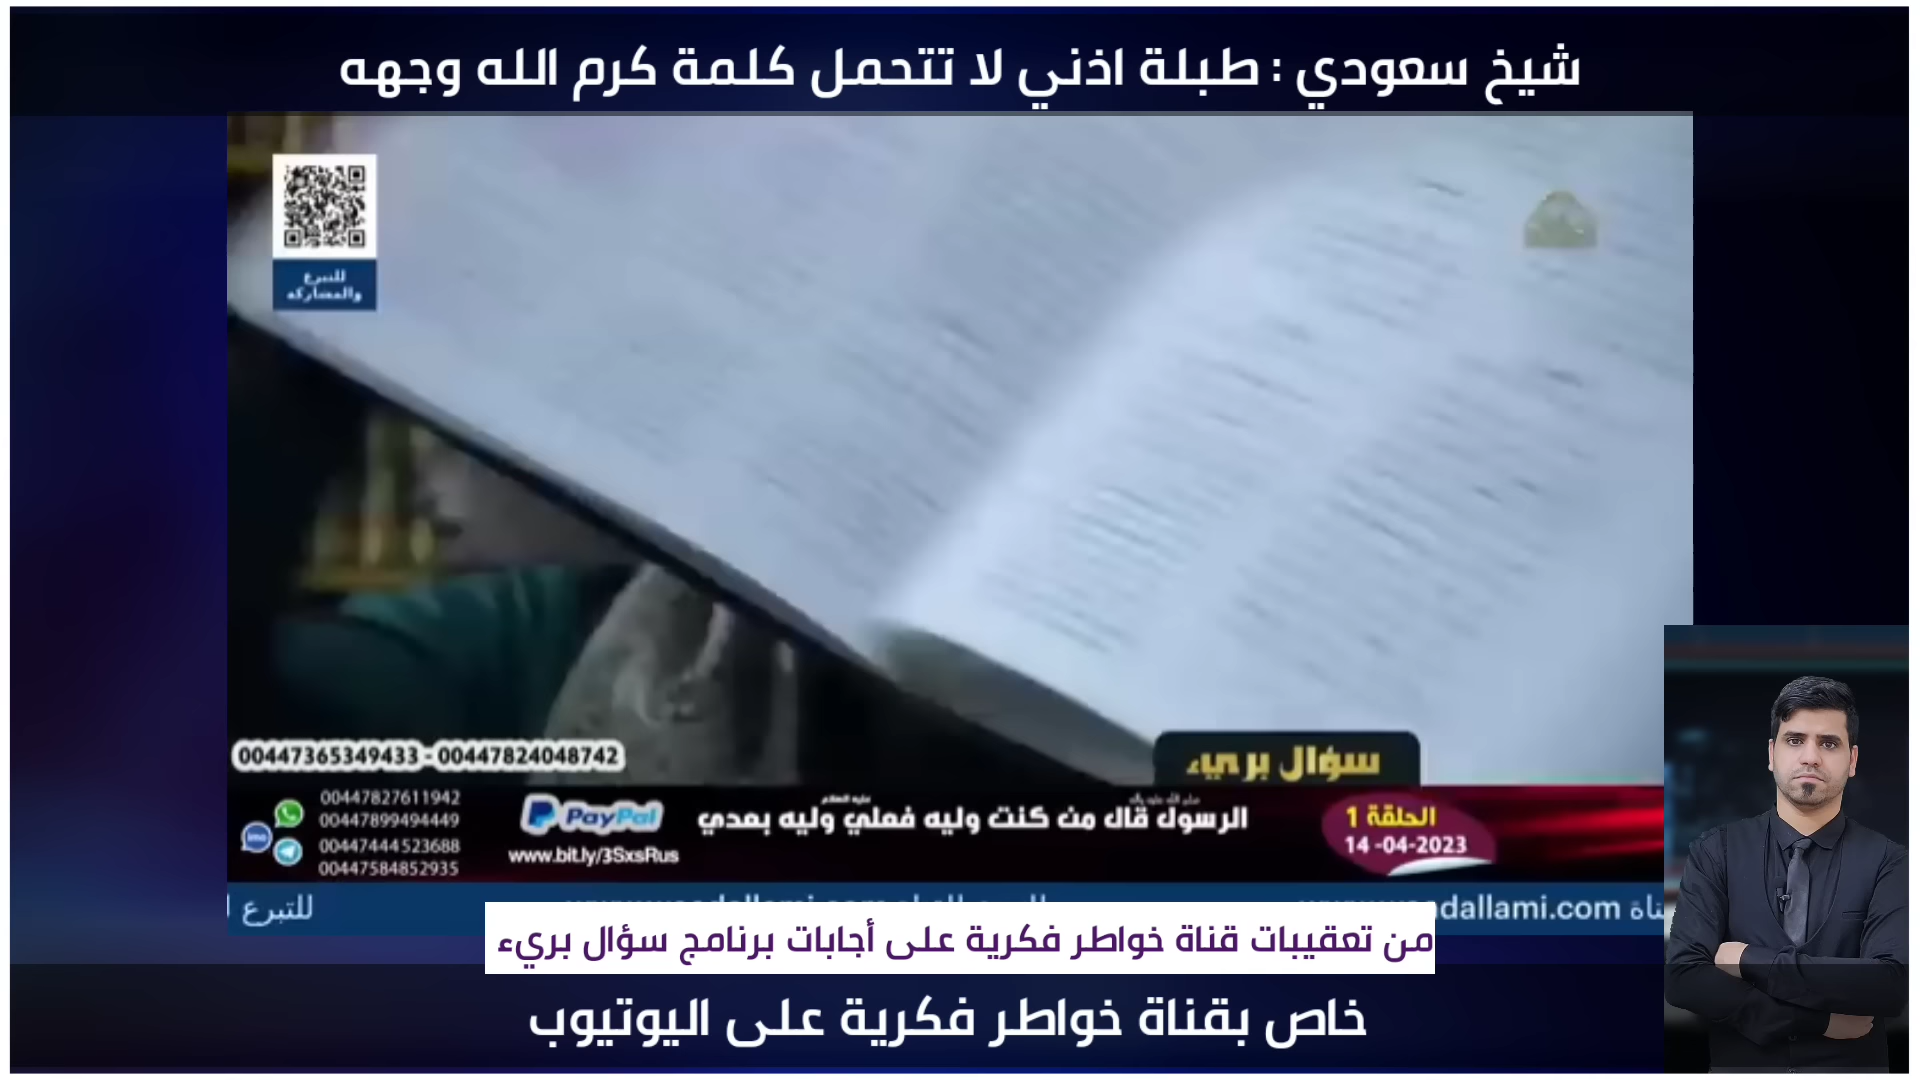 شيخ سعودي : طبلة اذني لا تتحمل كلمة كرم الله وجهه
للتبرع
والمشاركة
سؤال بريء
00447365349433 - 00447824048742
00447827611942
00447899494449
00447444523688
00447584852935
PayPal
www.bit.ly/3SxsRus
الرسول قال من كنت وليه فعلي وليه بعدي
الحلقة 1
14 -04-2023
للتبرع
dallami.com
من تعقيبات قناة خواطر فكرية على أجابات برنامج سؤال بريء
خاص بقناة خواطر فكرية على اليوتيوب